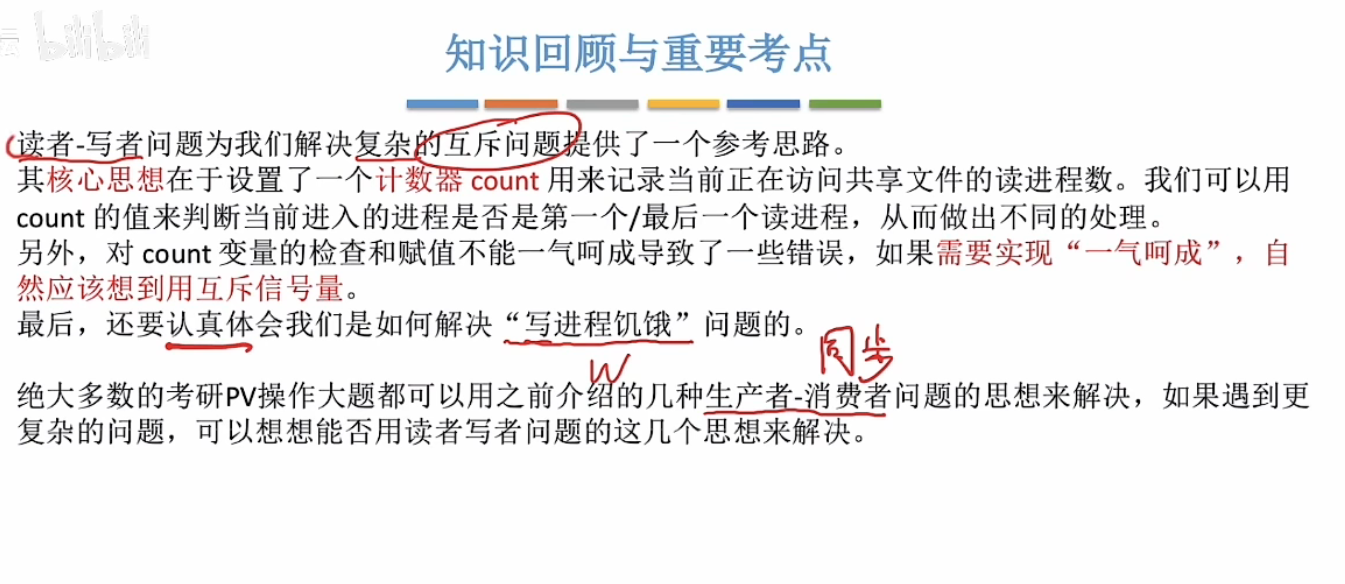 bilibili
知识回顾与重要考点
读者-写者问题为我们解决复杂的互斥问题提供了一个参考思路。
其核心思想在于设置了一个计数器 count 用来记录当前正在访问共享文件的读进程数。我们可以用
count 的值来判断当前进入的进程是否是第一个/最后一个读进程，从而做出不同的处理。
另外，对 count 变量的检查和赋值不能一气呵成导致了一些错误，如果需要实现“一气呵成”，自
然应该想到用互斥信号量。
最后，还要认真体会我们是如何解决“写进程饥饿”问题的。
同步
W
绝大多数的考研PV操作大题都可以用之前介绍的几种生产者-消费者问题的思想来解决，如果遇到更
复杂的问题，可以想想能否用读者写者问题的这几个思想来解决。